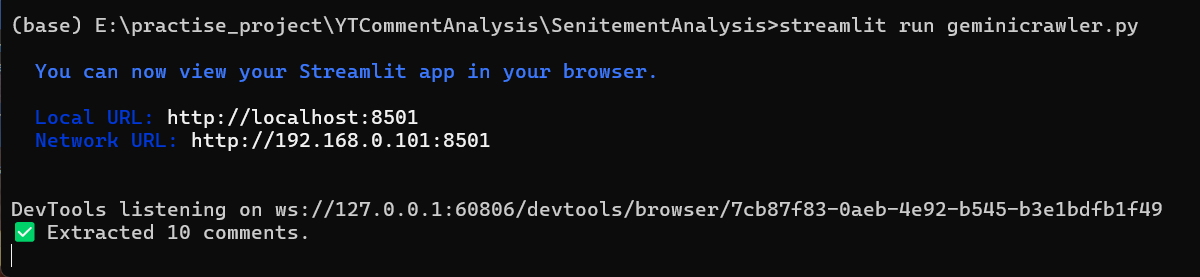 (base) E:\practise_project\YTCommentAnalysis\SenitementAnalysis>streamlit run geminicrawler.py
You can now view your Streamlit app in your browser.
Local URL: http://localhost:8501
Network URL: http://192.168.0.101:8501
DevTools listening on ws://127.0.0.1:60806/devtools/browser/7cb87f83-0aeb-4e92-b545-b3e1bdfb1f49
✅ Extracted 10 comments.